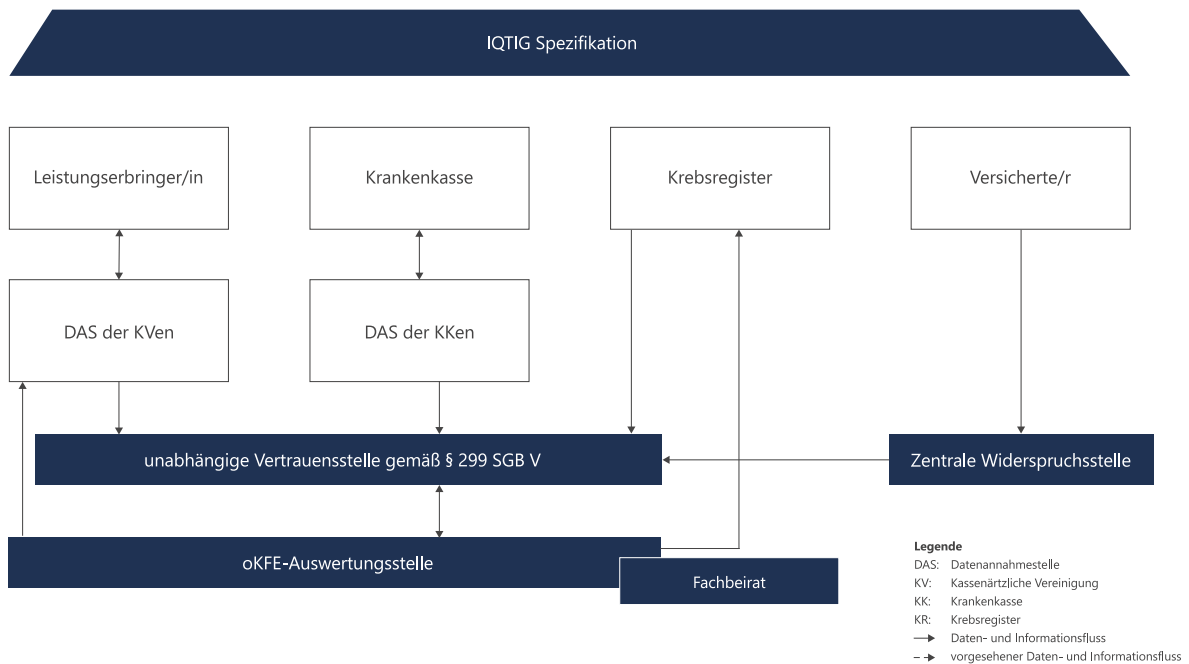 IQTIG Spezifikation
Leistungserbringer/in
Krankenkasse
Krebsregister
Versicherte/r
DAS der KVen
DAS der KKen
unabhängige Vertrauensstelle gemäß § 299 SGB V
Zentrale Widerspruchsstelle
oKFE-Auswertungsstelle
Fachbeirat
Legende
DAS: Datenannahmestelle
KV: Kassenärztliche Vereinigung
KK: Krankenkasse
KR: Krebsregister
Daten- und Informationsfluss
vorgesehener Daten- und Informationsfluss